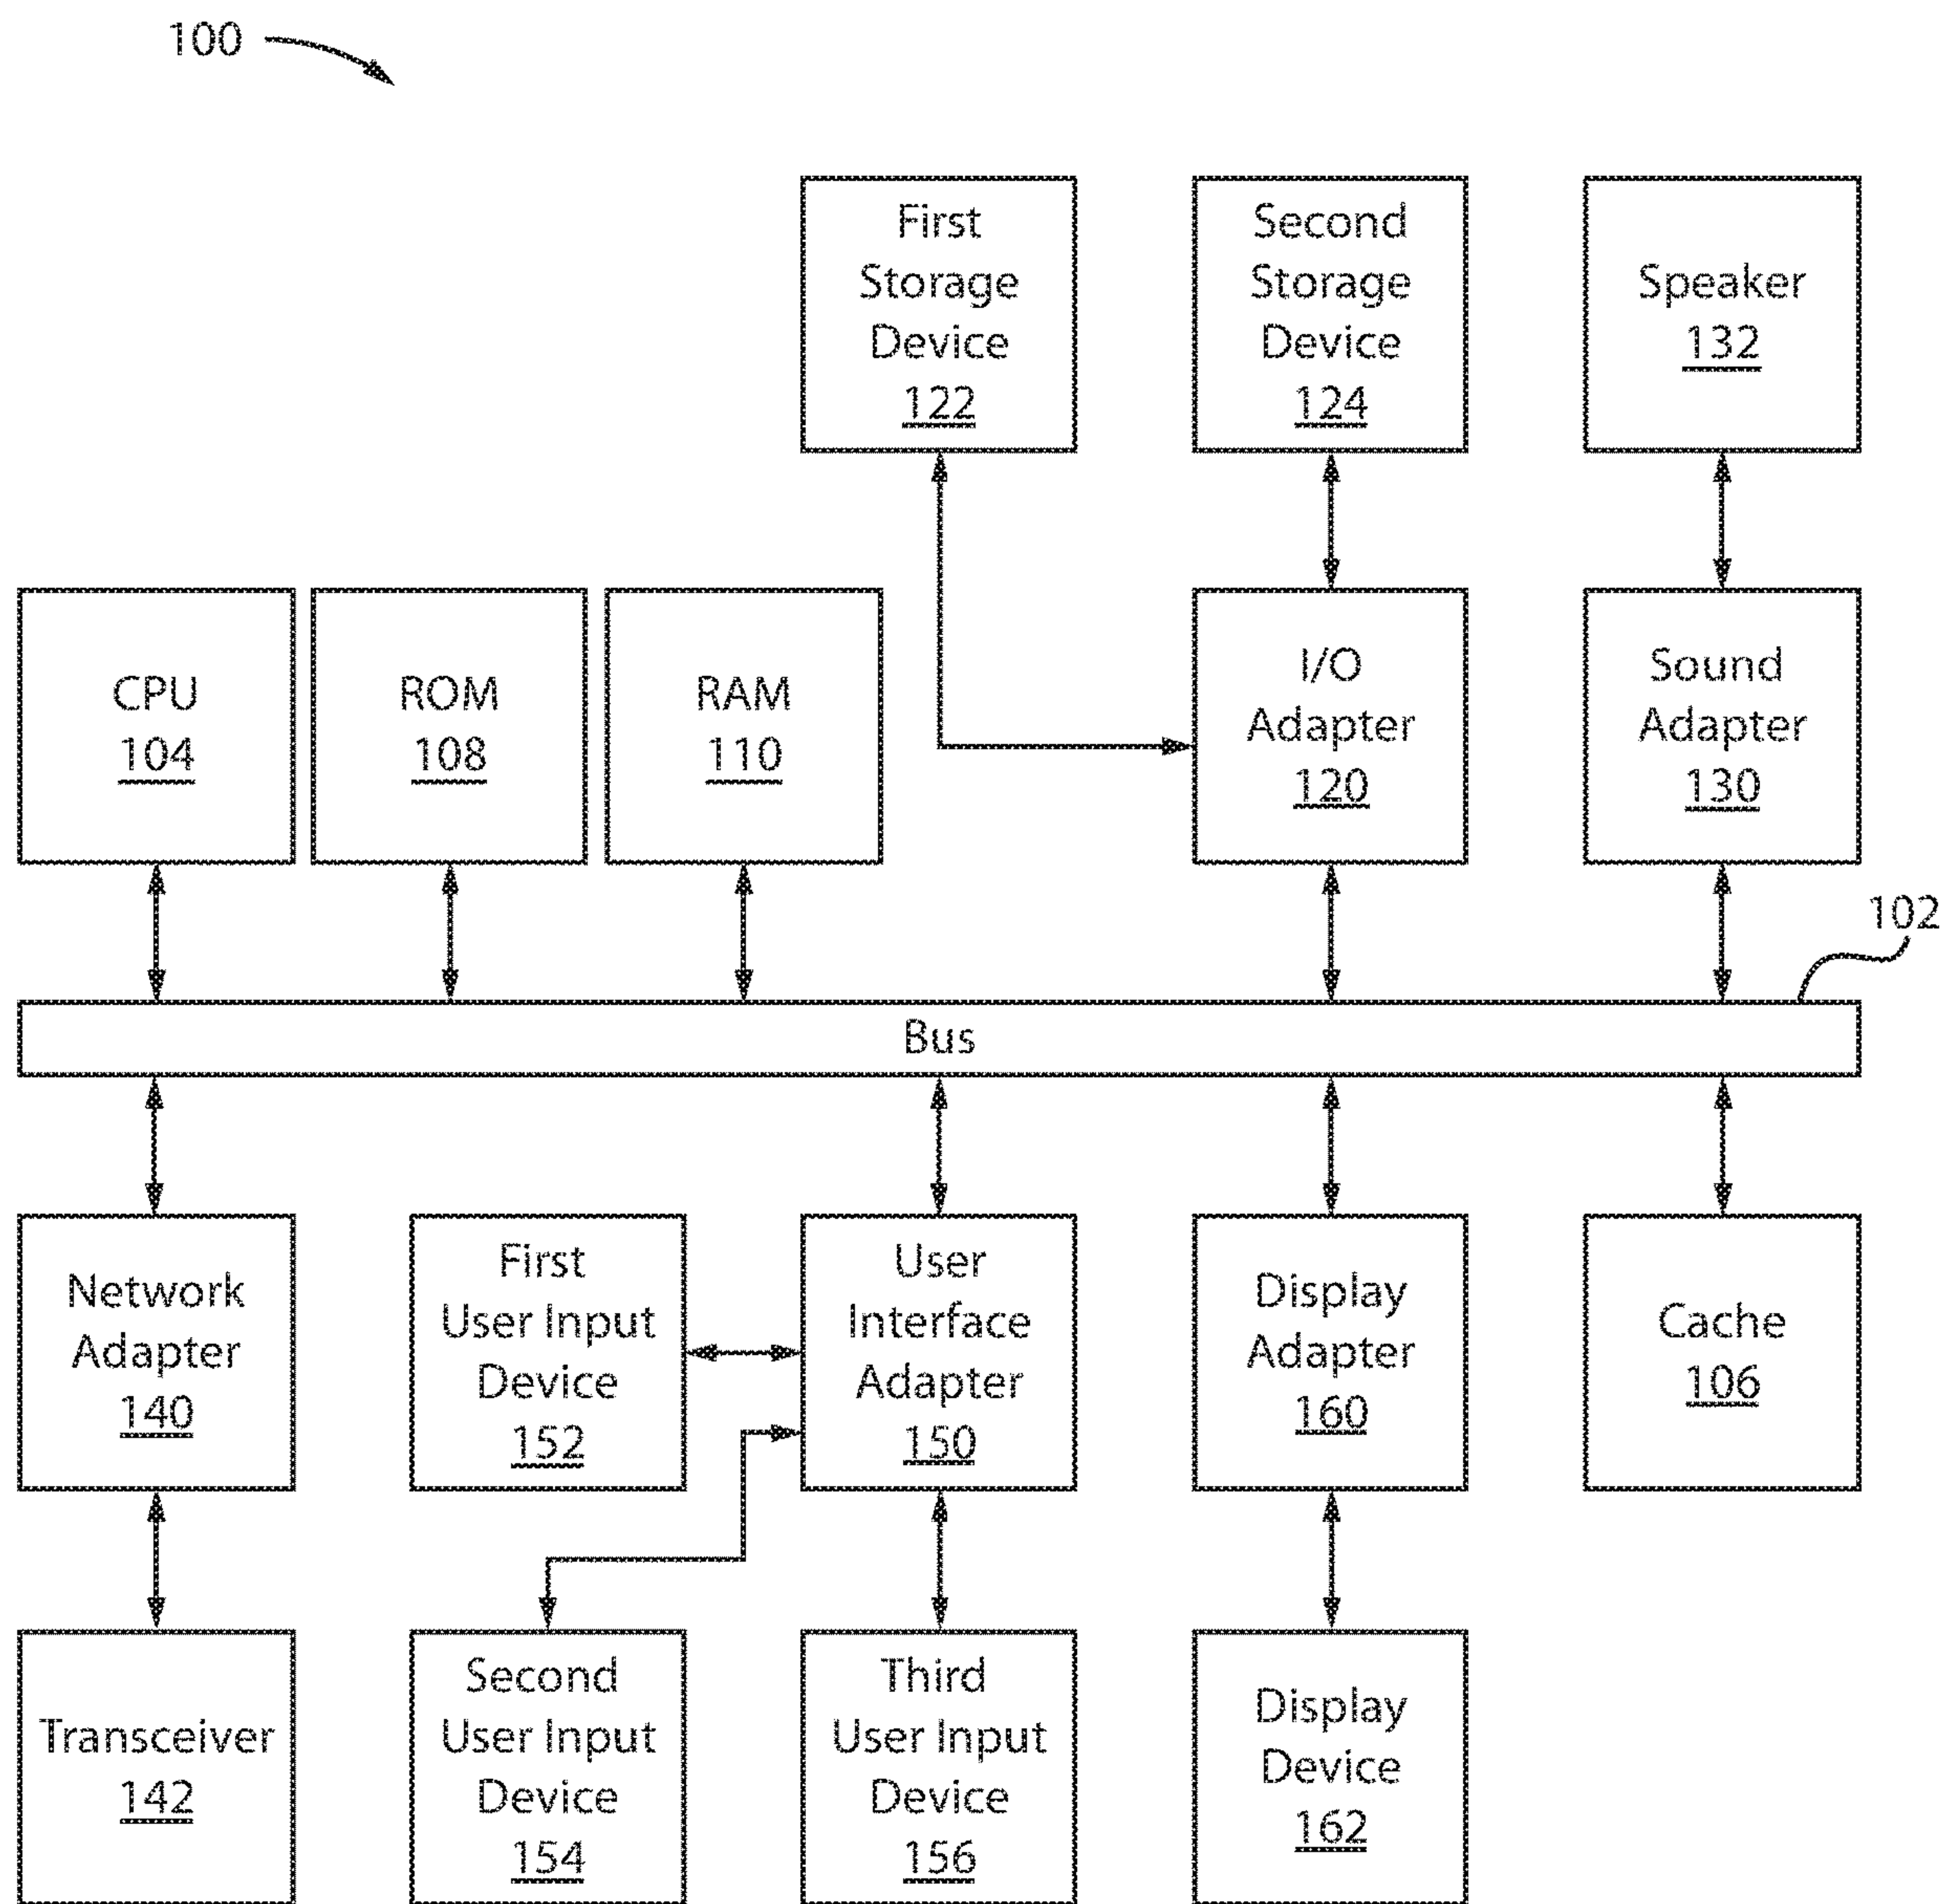 100
First
Storage
Device
122
Second
Storage
Device
124
Speaker
132
CPU
104
ROM
108
RAM
110
I/O
Adapter
120
Sound
Adapter
130
102
Bus
Network
Adapter
140
First
User Input
Device
152
User
Interface
Adapter
150
Display
Adapter
160
Cache
106
Transceiver
142
Second
User Input
Device
154
Third
User Input
Device
156
Display
Device
162